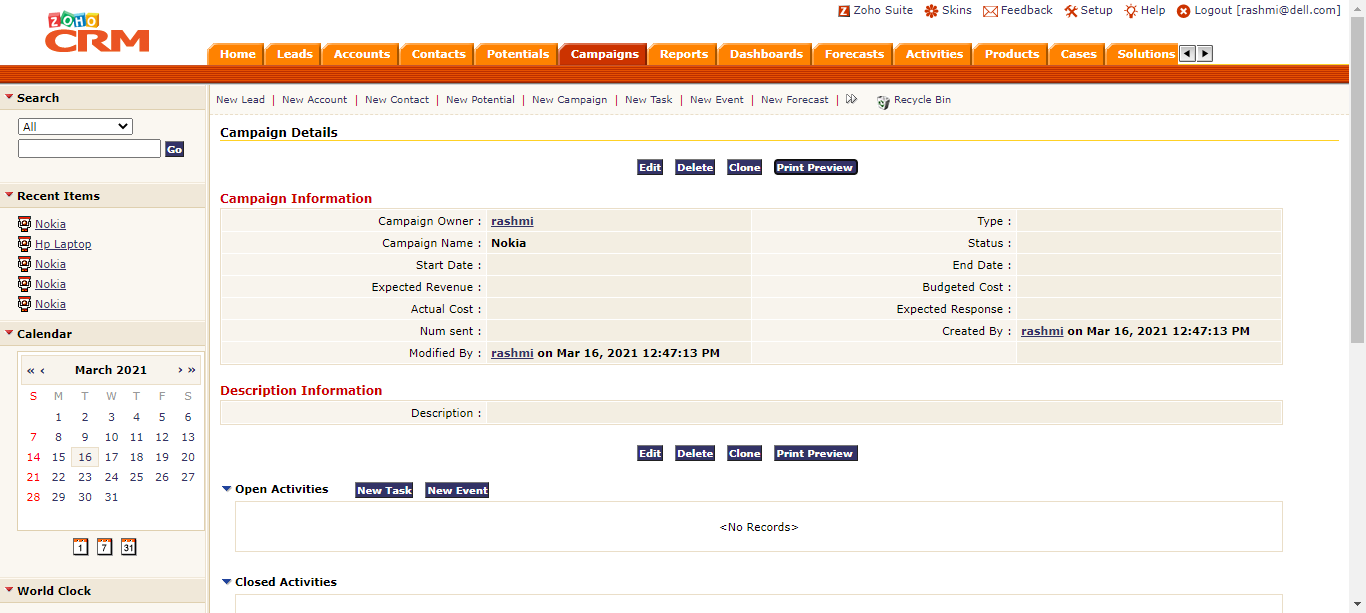 Zoho Suite Skins Feedback Setup Help Logout [rashmi@dell.com]
ZOHO
CRM
Home Leads Accounts Contacts Potentials Campaigns Reports Dashboards Forecasts Activities Products Cases Solutions
Search
All
Go
Recent Items
Nokia
Hp Laptop
Nokia
Nokia
Nokia
Calendar
« ‹ March 2021 › »
S M T W T F S
1 2 3 4 5 6
7 8 9 10 11 12 13
14 15 16 17 18 19 20
21 22 23 24 25 26 27
28 29 30 31
1 7 31
World Clock
New Lead | New Account | New Contact | New Potential | New Campaign | New Task | New Event | New Forecast | Recycle Bin
Campaign Details
Edit Delete Clone Print Preview
Campaign Information
Campaign Owner : rashmi Type :
Campaign Name : Nokia Status :
Start Date : End Date :
Expected Revenue : Budgeted Cost :
Actual Cost : Expected Response :
Num sent : Created By : rashmi on Mar 16, 2021 12:47:13 PM
Modified By : rashmi on Mar 16, 2021 12:47:13 PM
Description Information
Description :
Edit Delete Clone Print Preview
Open Activities New Task New Event
<No Records>
Closed Activities